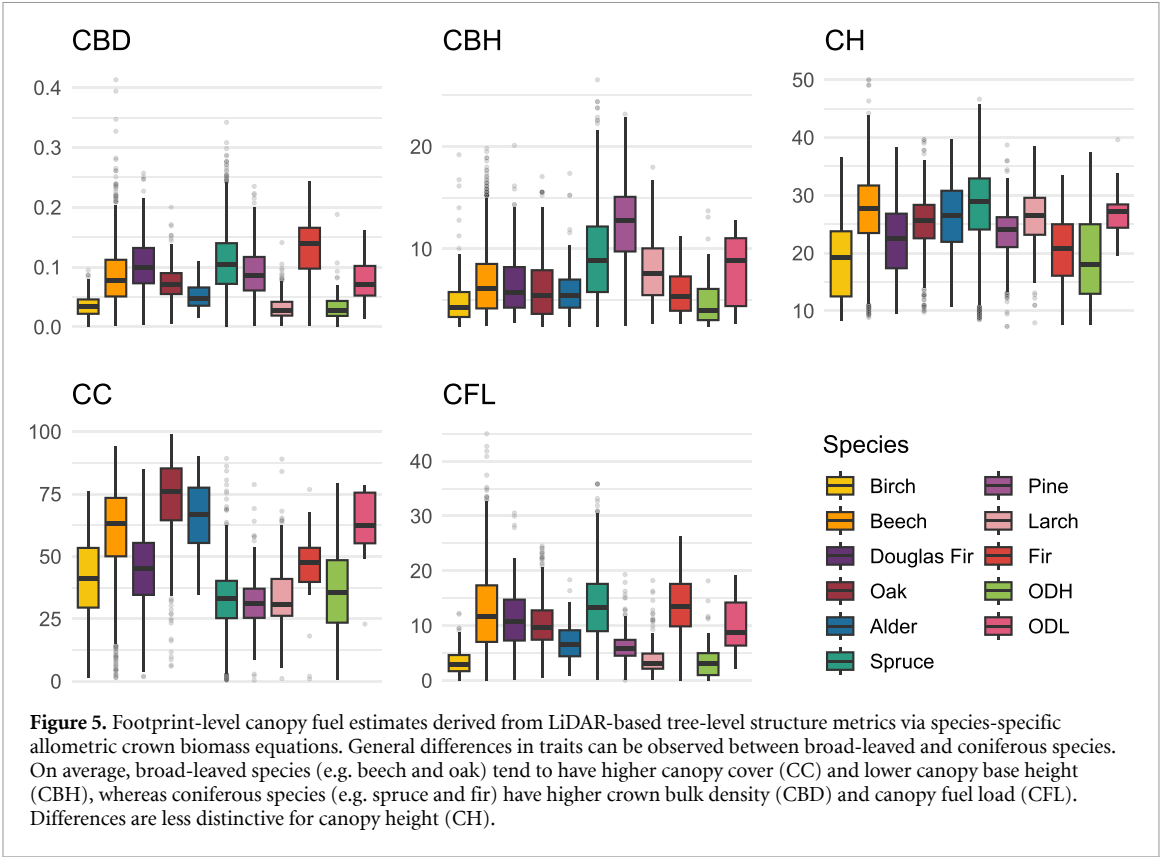 CBD
0.4
0.3
0.2
0.1
0.0
CBH
20
10
CH
50
40
30
20
10
CC
100
75
50
25
0
CFL
40
30
20
10
0
Species
Birch
Beech
Douglas Fir
Oak
Alder
Spruce
Pine
Larch
Fir
ODH
ODL
Figure 5. Footprint-level canopy fuel estimates derived from LiDAR-based tree-level structure metrics via species-specific
allometric crown biomass equations. General differences in traits can be observed between broad-leaved and coniferous species.
On average, broad-leaved species (e.g. beech and oak) tend to have higher canopy cover (CC) and lower canopy base height
(CBH), whereas coniferous species (e.g. spruce and fir) have higher crown bulk density (CBD) and canopy fuel load (CFL).
Differences are less distinctive for canopy height (CH).